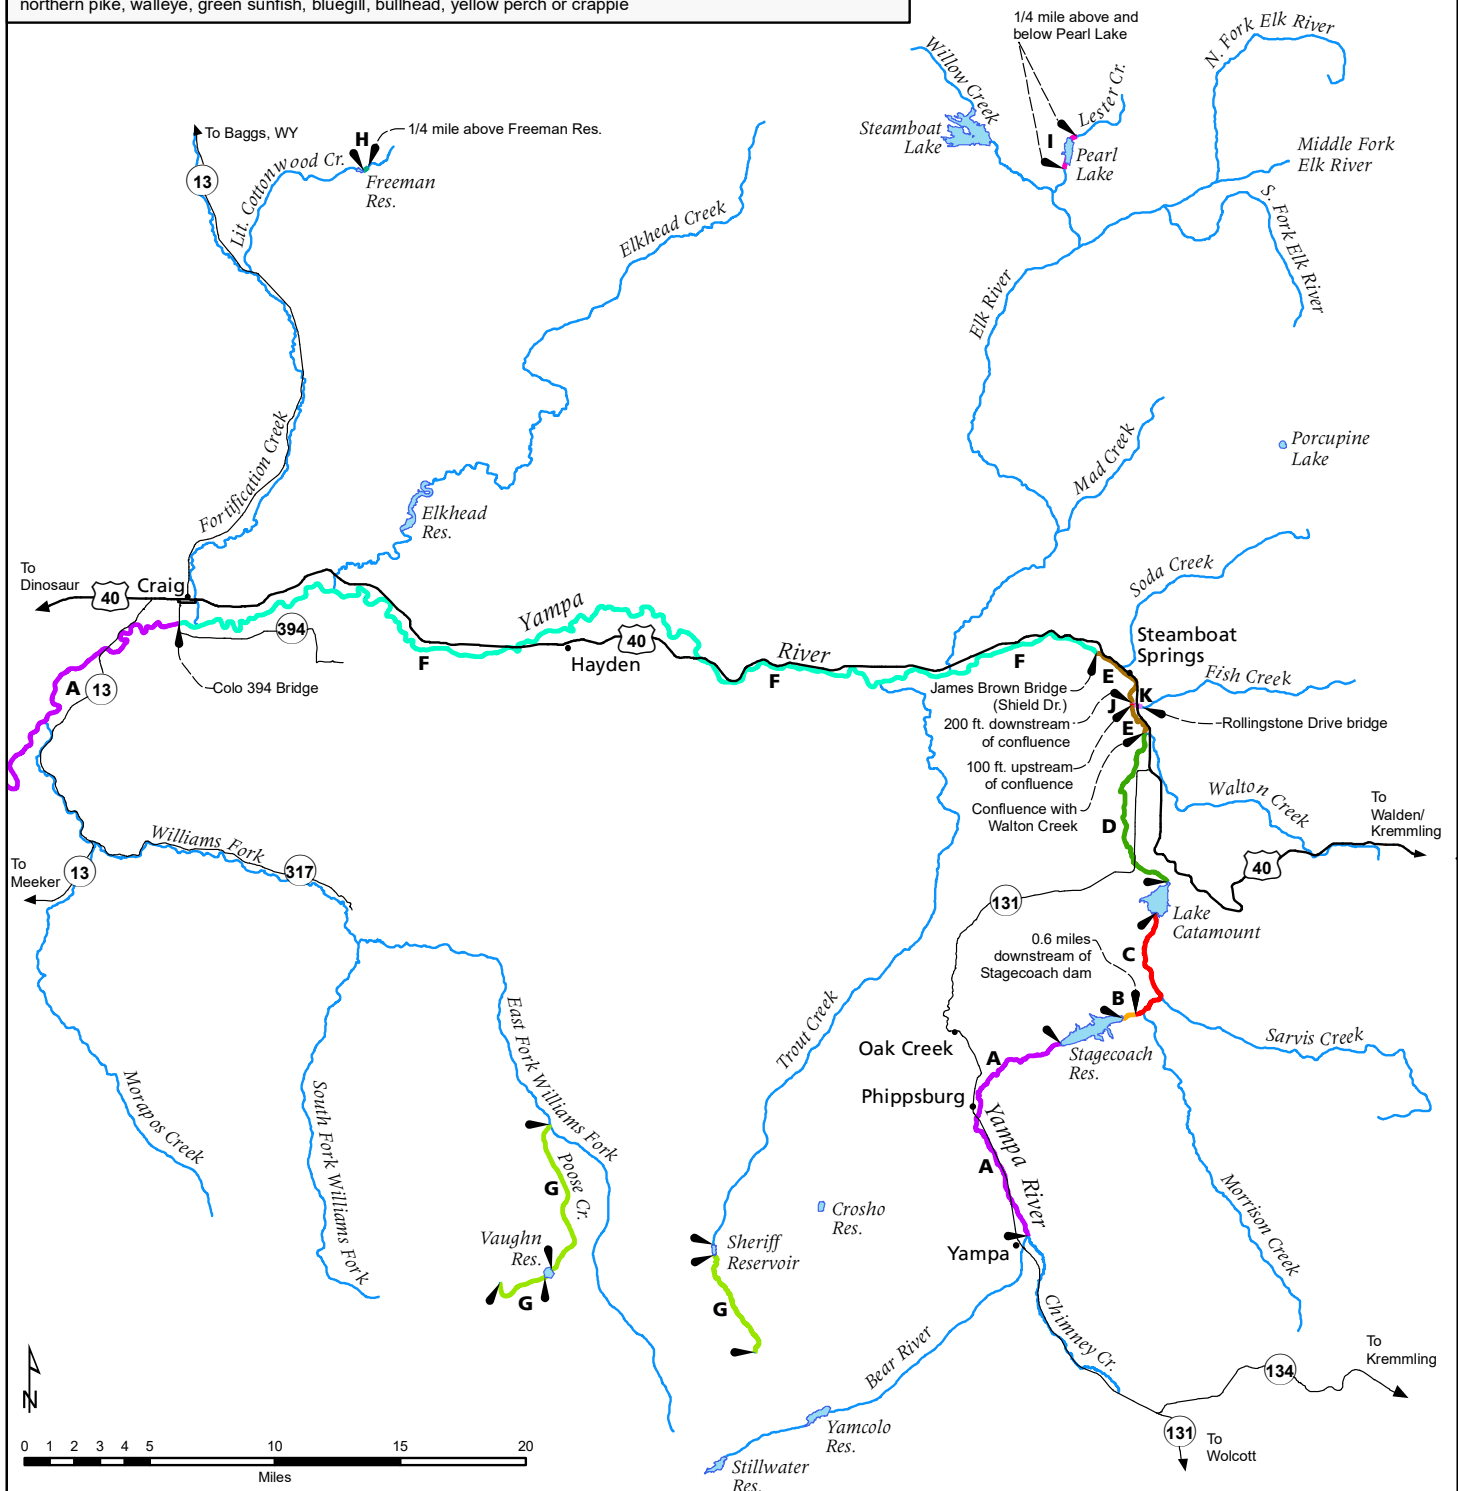 northern pike, walleye, green sunfish, bluegill, bullhead, yellow perch or crappie
1/4 mile above and
below Pearl Lake
N. Fork Elk River
Willow Creek
Lester Cr.
Steamboat
Lake
I
Pearl
Lake
Middle Fork
Elk River
S. Fork Elk River
To Baggs, WY
H
1/4 mile above Freeman Res.
13
Lit. Cottonwood Cr.
Freeman
Res.
Elkhead Creek
Elk River
Fortification Creek
Mad Creek
Porcupine
Lake
Elkhead
Res.
To
Dinosaur
40
Craig
Soda Creek
Yampa
394
40
Hayden
River
F
F
F
Steamboat
Springs
E
Fish Creek
James Brown Bridge
(Shield Dr.)
K
J
200 ft. downstream
of confluence
Rollingstone Drive bridge
E
100 ft. upstream
of confluence
A
13
Colo 394 Bridge
Confluence with
Walton Creek
D
Walton Creek
To
Walden/
Kremmling
40
Williams Fork
317
To
Meeker
13
131
Lake
Catamount
0.6 miles
downstream of
Stagecoach dam
C
B
Sarvis Creek
Trout Creek
Oak Creek
Stagecoach
Res.
A
Phippsburg
Yampa River
A
East Fork Williams Fork
Morapos Creek
South Fork Williams Fork
Poose Cr.
G
Vaughn
Res.
G
Crosho
Res.
Sheriff
Reservoir
G
Yampa
Morrison Creek
Chimney Cr.
Bear River
To
Kremmling
134
N
Yamcolo
Res.
131
To
Wolcott
Stillwater
Res.
0 1 2 3 4 5 10 15 20
Miles